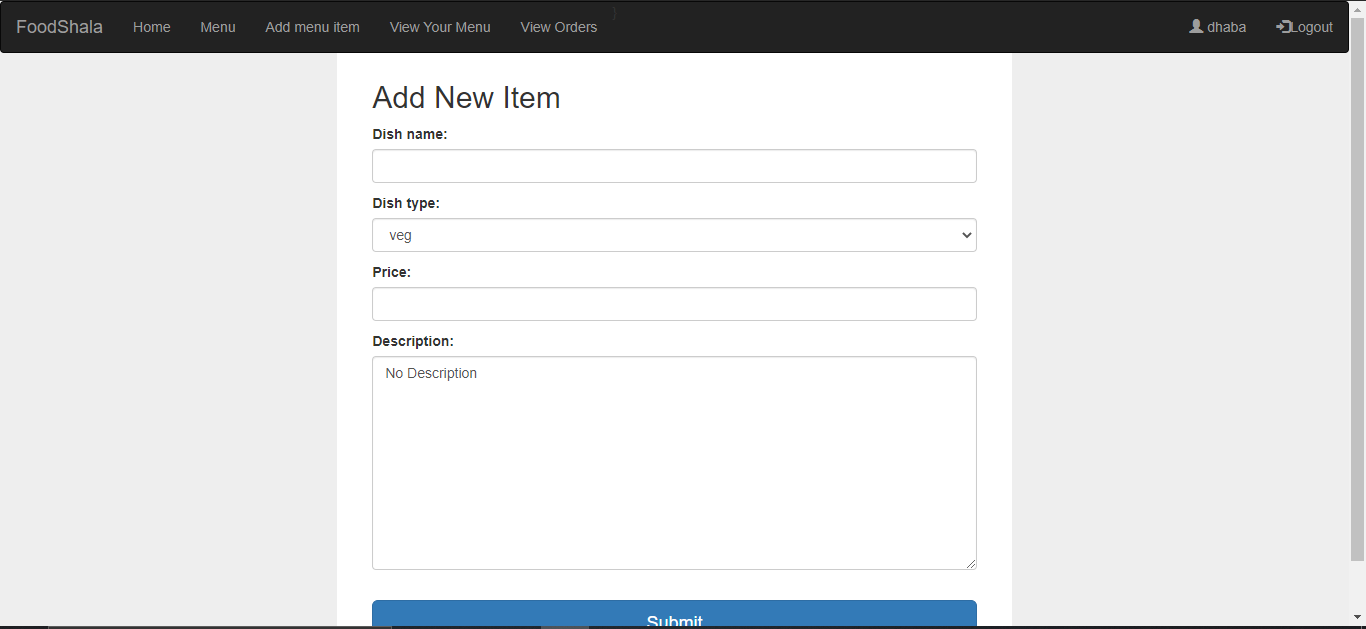 FoodShala Home Menu Add menu item View Your Menu View Orders dhaba Logout
Add New Item
Dish name:
Dish type:
veg
Price:
Description:
No Description
Submit